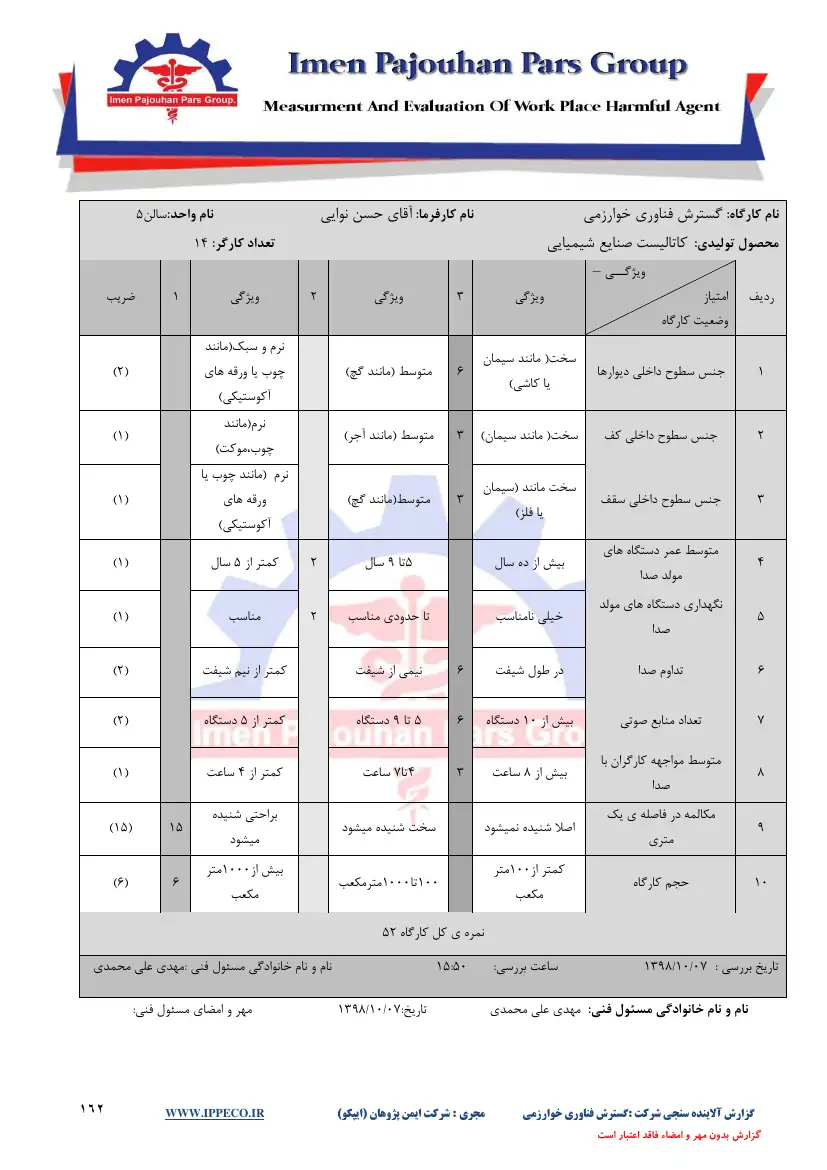 Imen Pajouhan Pars Group
Imen Pajouhan Pars Group.
Measurment And Evaluation Of Work Place Harmful Agent
نام کارگاه: گسترش فناوری خوارزمی نام کارفرما: آقای حسن نوایی نام واحد:سالن۵
محصول تولیدی: کاتالیست صنایع شیمیایی تعداد کارگر: ۱۴
ردیف ویژگــی – امتیاز وضعیت کارگاه ویژگی ۳ ویژگی ۲ ویژگی ۱ ضریب
۱ جنس سطوح داخلی دیوارها سخت( مانند سیمان یا کاشی) ۶ متوسط (مانند گچ) نرم و سبک(مانند چوب یا ورقه های آکوستیکی) (۲)
۲ جنس سطوح داخلی کف سخت( مانند سیمان) ۳ متوسط (مانند آجر) نرم(مانند چوب،موکت) (۱)
۳ جنس سطوح داخلی سقف سخت مانند (سیمان یا فلز) ۳ متوسط(مانند گچ) نرم (مانند چوب یا ورقه های آکوستیکی) (۱)
۴ متوسط عمر دستگاه های مولد صدا بیش از ده سال ۵تا ۹ سال ۲ کمتر از ۵ سال (۱)
۵ نگهداری دستگاه های مولد صدا خیلی نامناسب تا حدودی مناسب ۲ مناسب (۱)
۶ تداوم صدا در طول شیفت ۶ نیمی از شیفت کمتر از نیم شیفت (۲)
۷ تعداد منابع صوتی بیش از ۱۰ دستگاه ۶ ۵ تا ۹ دستگاه کمتر از ۵ دستگاه (۲)
۸ متوسط مواجهه کارگران با صدا بیش از ۸ ساعت ۳ ۴تا۷ ساعت کمتر از ۴ ساعت (۱)
۹ مکالمه در فاصله ی یک متری اصلا شنیده نمیشود سخت شنیده میشود براحتی شنیده میشود ۱۵ (۱۵)
۱۰ حجم کارگاه کمتر از۱۰۰متر مکعب ۱۰۰تا۱۰۰۰مترمکعب بیش از۱۰۰۰متر مکعب ۶ (۶)
نمره ی کل کارگاه ۵۲
تاریخ بررسی : ۱۳۹۸/۱۰/۰۷ ساعت بررسی: ۱۵:۵۰ نام و نام خانوادگی مسئول فنی :مهدی علی محمدی
نام و نام خانوادگی مسئول فنی: مهدی علی محمدی تاریخ:۱۳۹۸/۱۰/۰۷ مهر و امضای مسئول فنی:
Imen Pajouhan Pars Group
گزارش آلاینده سنجی شرکت :گسترش فناوری خوارزمی مجری : شرکت ایمن پژوهان (ایپکو) WWW.IPPECO.IR ۱۶۲
گزارش بدون مهر و امضاء فاقد اعتبار است